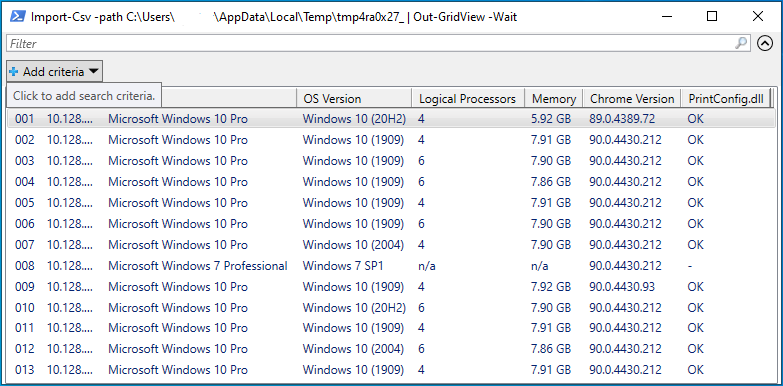 Import-Csv -path C:\Users\ \AppData\Local\Temp\tmp4ra0x27_ | Out-GridView -Wait
Filter
Add criteria
Click to add search criteria.
OS Version Logical Processors Memory Chrome Version PrintConfig.dll
001 10.128.... Microsoft Windows 10 Pro Windows 10 (20H2) 4 5.92 GB 89.0.4389.72 OK
002 10.128.... Microsoft Windows 10 Pro Windows 10 (1909) 4 7.91 GB 90.0.4430.212 OK
003 10.128.... Microsoft Windows 10 Pro Windows 10 (1909) 6 7.90 GB 90.0.4430.212 OK
004 10.128.... Microsoft Windows 10 Pro Windows 10 (1909) 6 7.86 GB 90.0.4430.212 OK
005 10.128.... Microsoft Windows 10 Pro Windows 10 (1909) 4 7.91 GB 90.0.4430.212 OK
006 10.128.... Microsoft Windows 10 Pro Windows 10 (1909) 6 7.90 GB 90.0.4430.212 OK
007 10.128.... Microsoft Windows 10 Pro Windows 10 (2004) 4 7.90 GB 90.0.4430.212 OK
008 10.128.... Microsoft Windows 7 Professional Windows 7 SP1 n/a n/a 90.0.4430.212 -
009 10.128.... Microsoft Windows 10 Pro Windows 10 (1909) 4 7.92 GB 90.0.4430.93 OK
010 10.128.... Microsoft Windows 10 Pro Windows 10 (20H2) 6 7.90 GB 90.0.4430.212 OK
011 10.128.... Microsoft Windows 10 Pro Windows 10 (1909) 4 7.91 GB 90.0.4430.212 OK
012 10.128.... Microsoft Windows 10 Pro Windows 10 (2004) 6 7.86 GB 90.0.4430.212 OK
013 10.128.... Microsoft Windows 10 Pro Windows 10 (1909) 4 7.91 GB 90.0.4430.212 OK